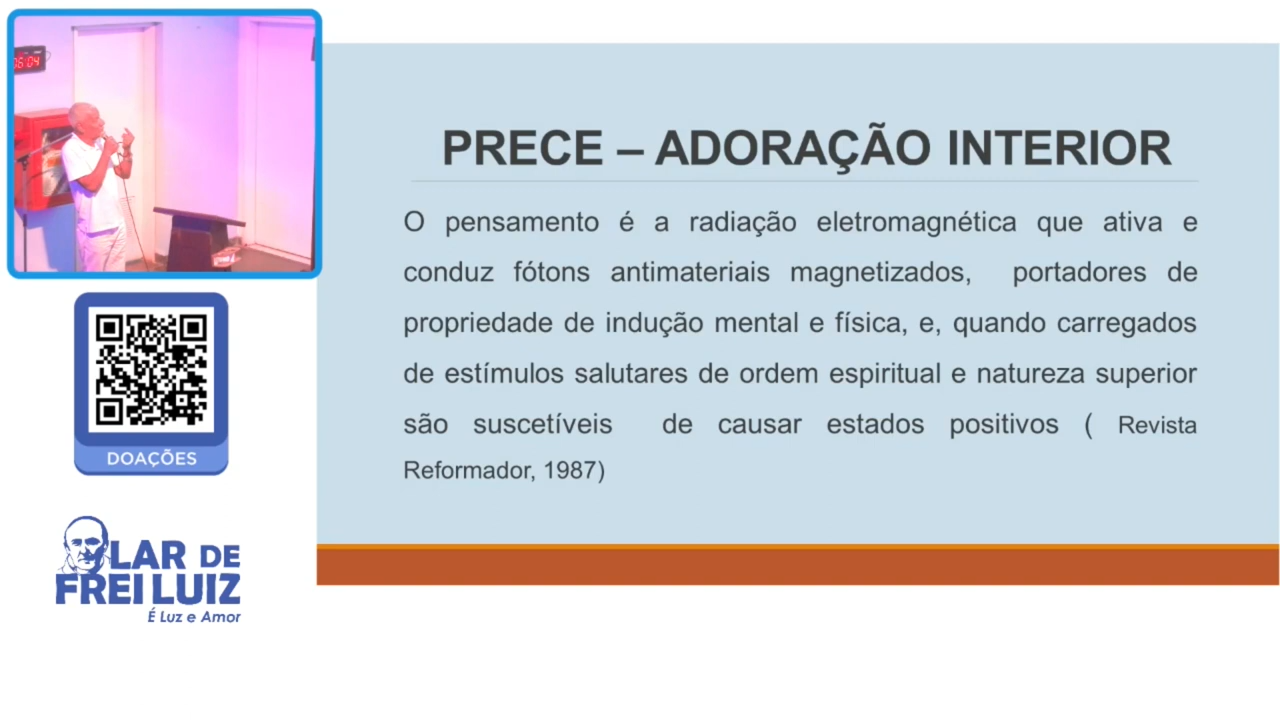 06:04
PRECE – ADORAÇÃO INTERIOR
O pensamento é a radiação eletromagnética que ativa e
conduz fótons antimateriais magnetizados, portadores de
propriedade de indução mental e física, e, quando carregados
de estímulos salutares de ordem espiritual e natureza superior
são suscetíveis de causar estados positivos ( Revista
Reformador, 1987)
DOAÇÕES
LAR DE
FREI LUIZ
É Luz e Amor